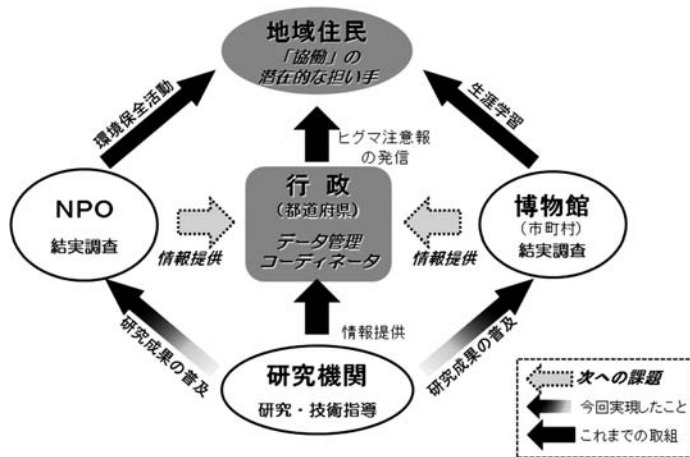 地域住民
「協働」の
潜在的な担い手
環境保全活動
生涯学習
ヒグマ注意報
の発信
NPO
結実調査
情報提供
行 政
(都道府県)
データ管理
コーディネータ
情報提供
博物館
(市町村)
結実調査
研究成果の普及
情報提供
研究成果の普及
研究機関
研究・技術指導
次への課題
今回実現したこと
これまでの取組